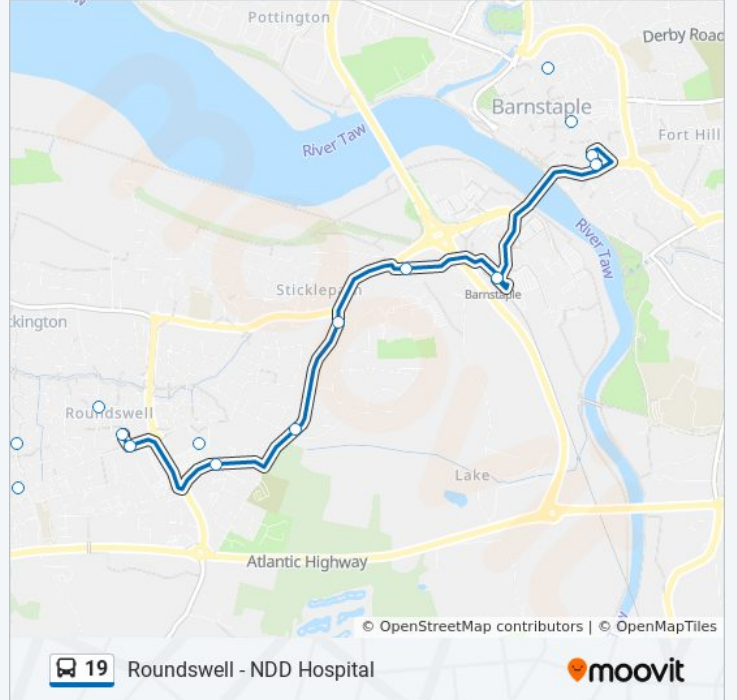 Pottington
Derby Road
Barnstaple
Fort Hill
River Taw
River Taw
Sticklepath
Barnstaple
ckington
Roundswell
Lake
Atlantic Highway
© OpenStreetMap contributors | © OpenMapTiles
19 Roundswell - NDD Hospital
moovit